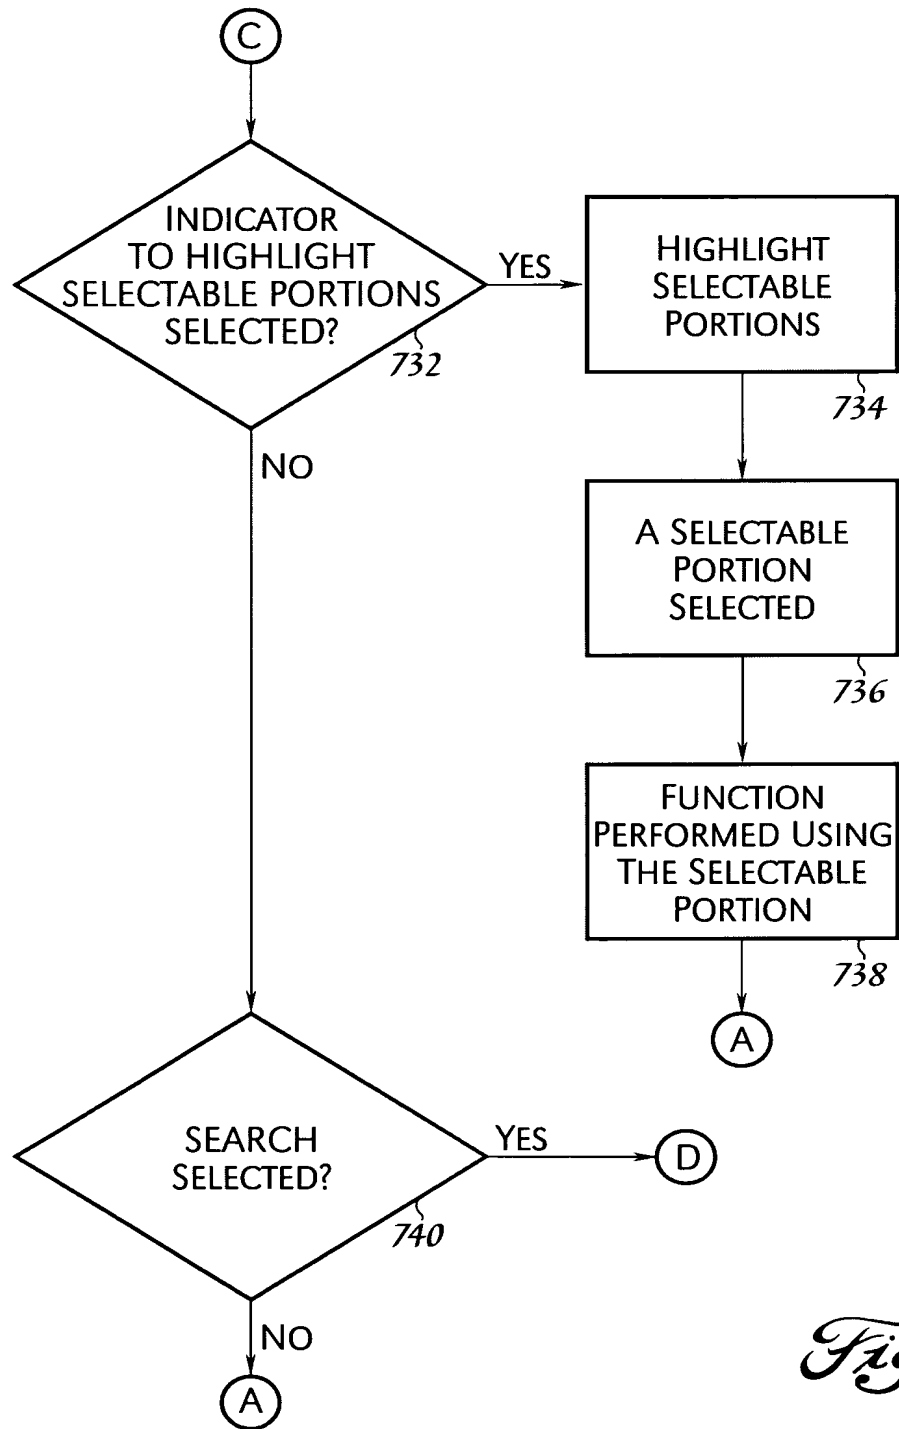 C
INDICATOR
TO HIGHLIGHT
SELECTABLE PORTIONS
SELECTED?
732
YES
HIGHLIGHT
SELECTABLE
PORTIONS
734
NO
A SELECTABLE
PORTION
SELECTED
736
FUNCTION
PERFORMED USING
THE SELECTABLE
PORTION
738
A
SEARCH
SELECTED?
740
YES
D
NO
A